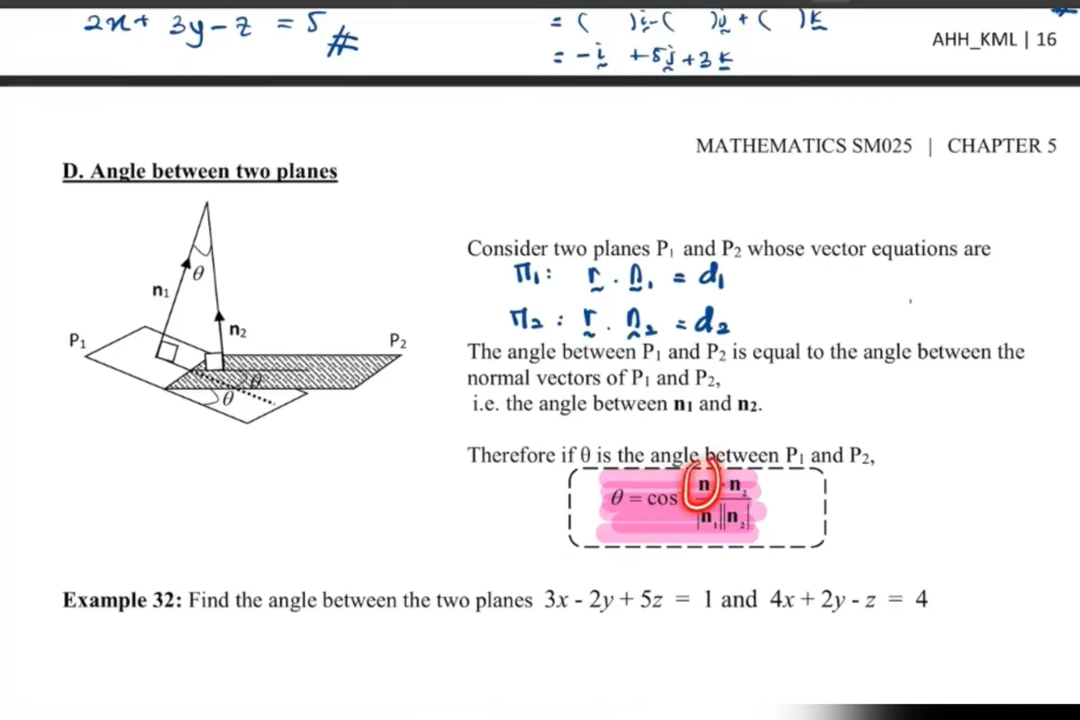 2x + 3y - z = 5 #
= ( )i - ( )j + ( )k
= -i + 5j + 3k
AHH_KML | 16
MATHEMATICS SM025 | CHAPTER 5
D. Angle between two planes
θ
n₁
n₂
P₁
P₂
θ
θ
Consider two planes P₁ and P₂ whose vector equations are
π₁ : r . n₁ = d₁
π₂ : r . n₂ = d₂
The angle between P₁ and P₂ is equal to the angle between the
normal vectors of P₁ and P₂,
i.e. the angle between n₁ and n₂.
Therefore if θ is the angle between P₁ and P₂,
θ = cos n · n₂
|n₁||n₂|
Example 32: Find the angle between the two planes 3x - 2y + 5z = 1 and 4x + 2y - z = 4